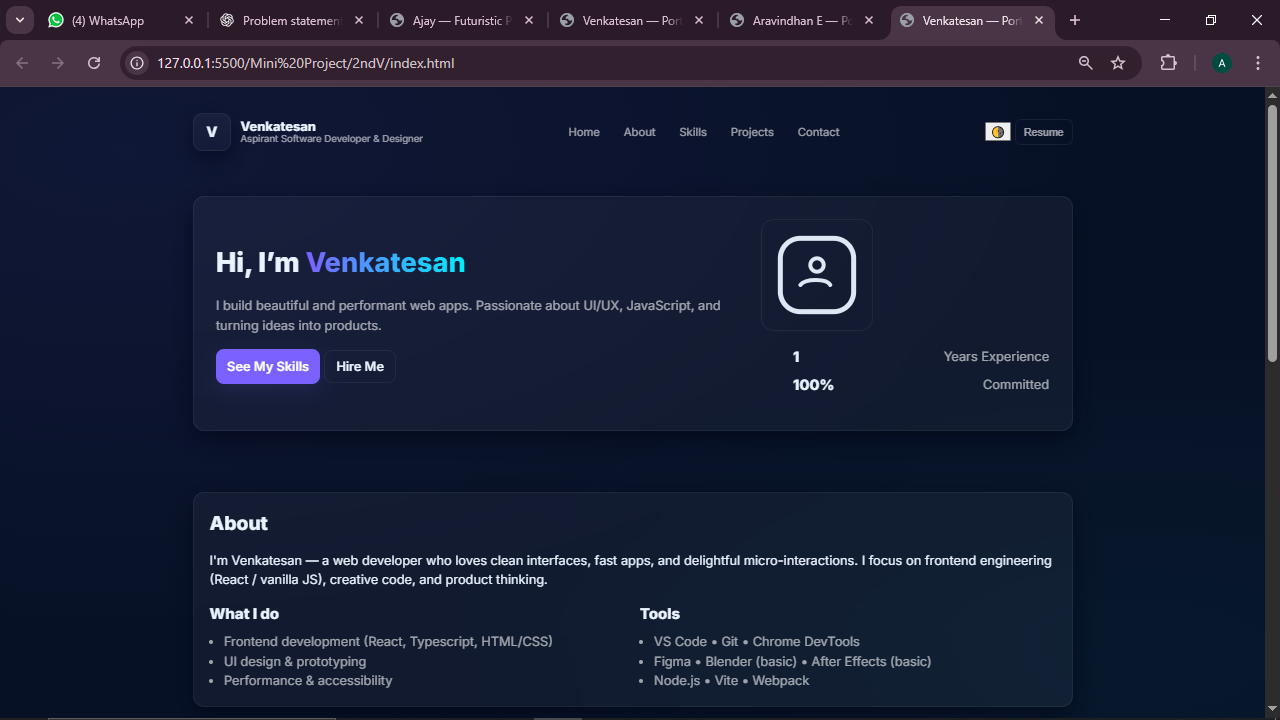 (4) WhatsApp
Problem statement
Ajay — Futuristic P
Venkatesan — Port
Aravindhan E — Po
Venkatesan — Port
127.0.0.1:5500/Mini%20Project/2ndV/index.html
A
V
Venkatesan
Aspirant Software Developer & Designer
Home
About
Skills
Projects
Contact
Resume
Hi, I’m Venkatesan
I build beautiful and performant web apps. Passionate about UI/UX, JavaScript, and
turning ideas into products.
See My Skills
Hire Me
1 Years Experience
100% Committed
About
I'm Venkatesan — a web developer who loves clean interfaces, fast apps, and delightful micro-interactions. I focus on frontend engineering
(React / vanilla JS), creative code, and product thinking.
What I do
• Frontend development (React, Typescript, HTML/CSS)
• UI design & prototyping
• Performance & accessibility
Tools
• VS Code • Git • Chrome DevTools
• Figma • Blender (basic) • After Effects (basic)
• Node.js • Vite • Webpack